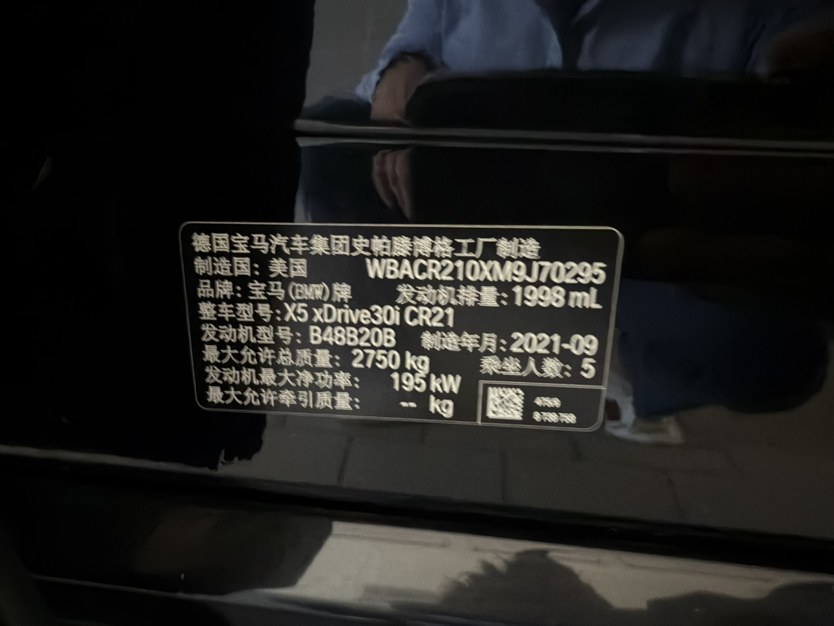 德国宝马汽车集团史帕滕博格工厂制造
制造国：美国 WBACR210XM9J70295
品牌：宝马(BMW)牌 发动机排量：1998 mL
整车型号：X5 xDrive30i CR21
发动机型号：B48B20B 制造年月：2021-09
最大允许总质量：2750 kg 乘坐人数：5
发动机最大净功率：195 kW
最大允许牵引质量：-- kg